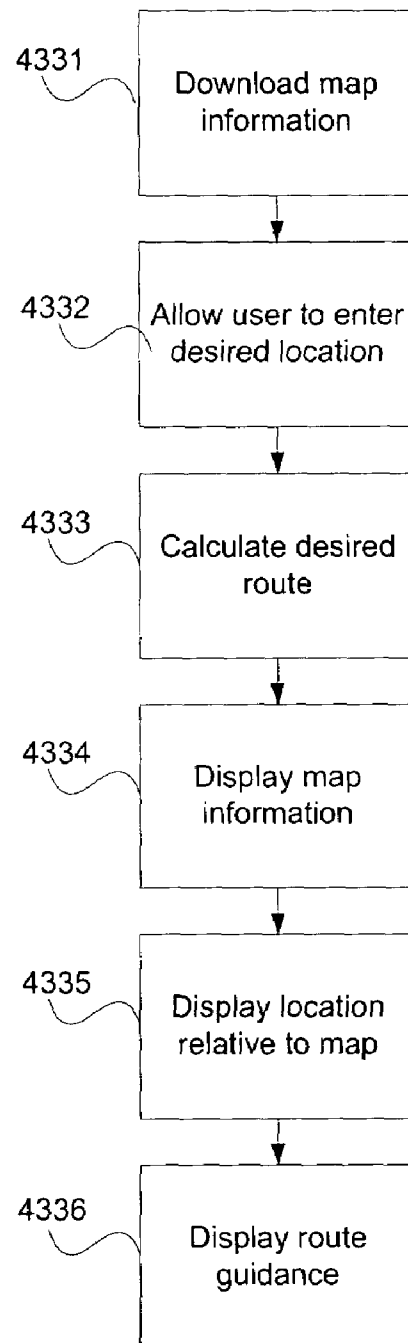 4331
Download map
information
4332
Allow user to enter
desired location
4333
Calculate desired
route
4334
Display map
information
4335
Display location
relative to map
4336
Display route
guidance